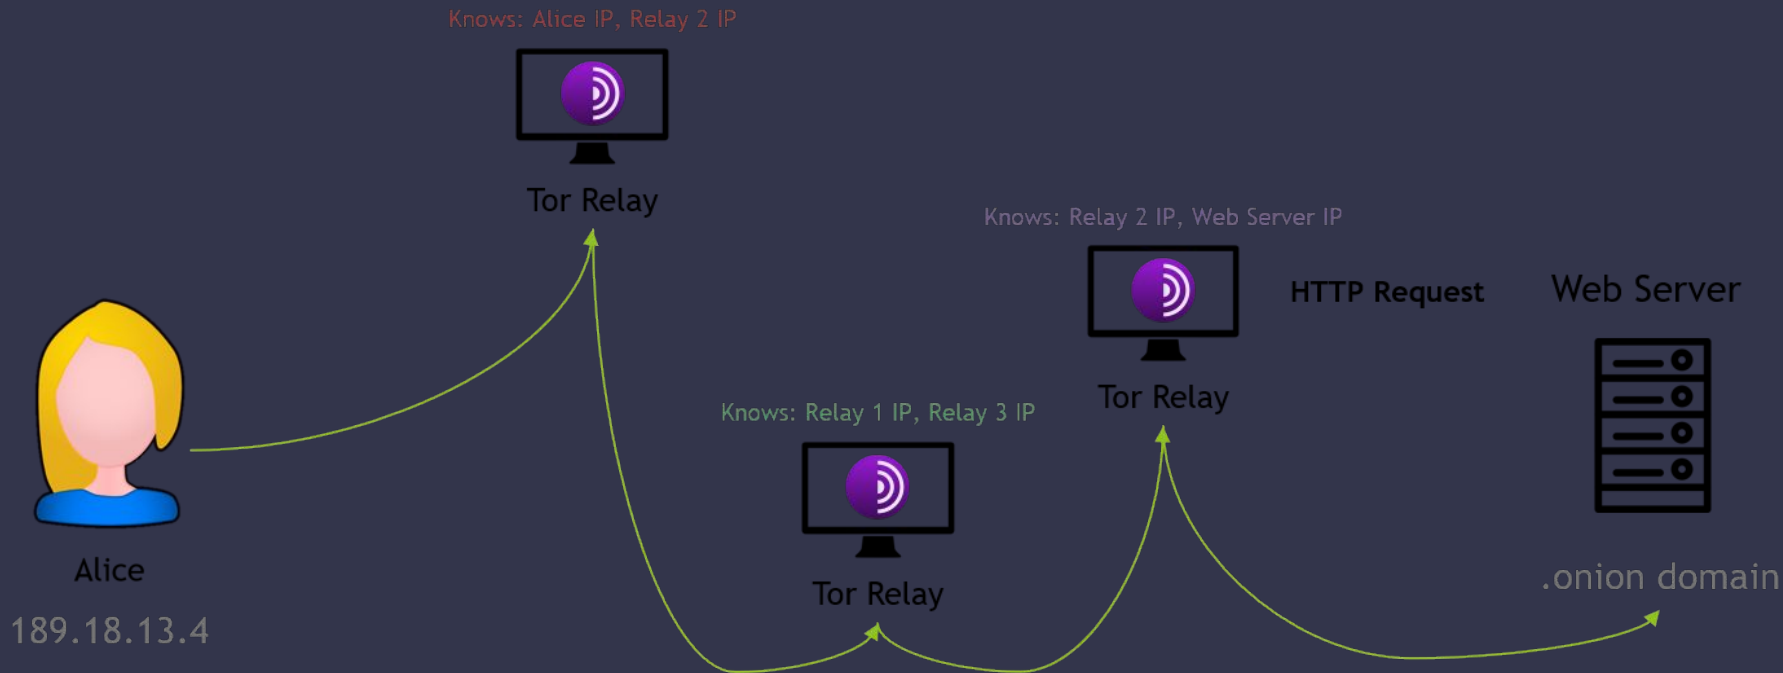 Knows: Alice IP, Relay 2 IP
Tor Relay
Knows: Relay 2 IP, Web Server IP
HTTP Request
Web Server
Tor Relay
Knows: Relay 1 IP, Relay 3 IP
Tor Relay
Alice
189.18.13.4
.onion domain